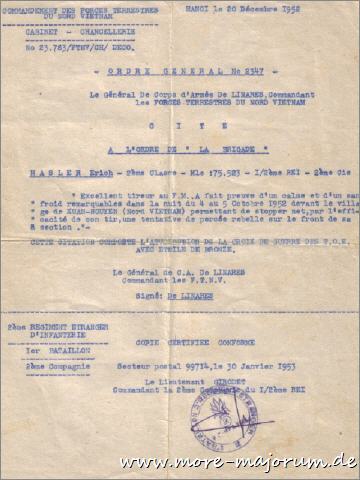 COMMANDEMENT DES FORCES TERRESTRES
DU NORD VIETNAM
HANOI le 20 Décembre 1952
CABINET - CHANCELLERIE
No 23.763/FTNV/CH/ DECO.
- ORDRE GENERAL No 2347 -
Le Général De Corps d'Armée De LINARES,Commandant
les FORCES TERRESTRES DU NORD VIETNAM
C I T E
A L'ORDRE DE " LA BRIGADE "
HASLER Erich - 2ème Classe - Mle 175.523 - I/2ème REI - 2ème Cie
" Excellent tireur au F.M..A fait preuve d'un calme et d'un san
" froid remarquables dans la nuit du 4 au 5 Octobre 1952 devant le villa
" ge de XUAN-NGUYEN (Nord VIETNAM) permettant de stopper net,par l'effi
" cacité de son tir,une tentative de percée rebelle sur le front de sa
" section ."-
CETTE CITATION COMPORTE L'ATTRIBUTION DE LA CROIX DE GUERRE DES T.O.E.
AVEC ETOILE DE BRONZE.
Le Général de C.A. De LINARES
Commandant les F.T.N.V.
Signé: De LINARES
2ème REGIMENT ETRANGER
D'INFANTERIE
COPIE CERTIFIEE CONFORME
1er BATAILLON
2ème Compagnie
Secteur postal 99714,le 30 Janvier 1953
Le Lieutenant GIRODET
Commandant la 2ème Compagnie du I/2ème REI
www.more-majorum.de